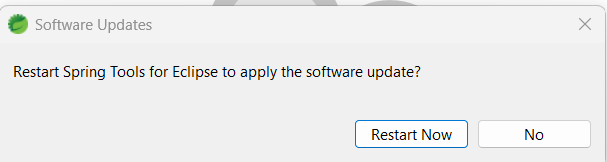 Software Updates
Restart Spring Tools for Eclipse to apply the software update?
Restart Now
No